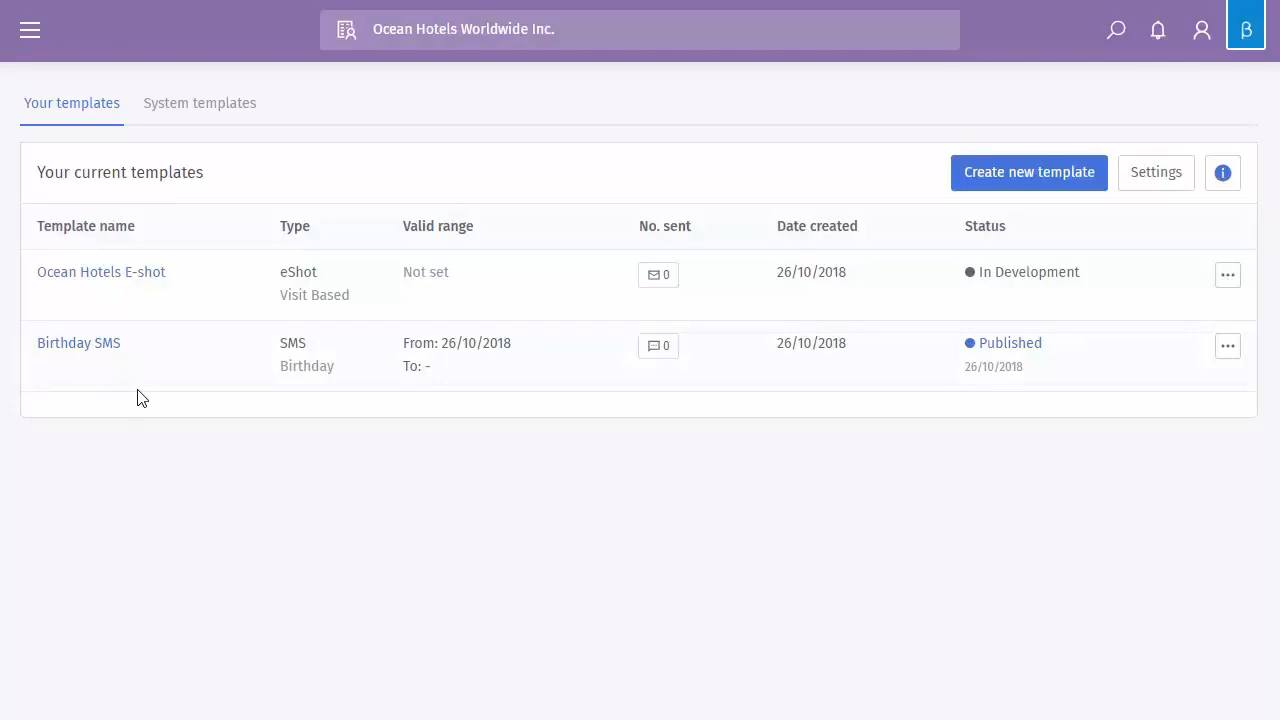 Ocean Hotels Worldwide Inc.
β
Your templates System templates
Your current templates
Create new template Settings
Template name Type Valid range No. sent Date created Status
Ocean Hotels E-shot eShot Not set 0 26/10/2018 In Development
Visit Based
Birthday SMS SMS From: 26/10/2018 0 26/10/2018 Published
Birthday To: - 26/10/2018